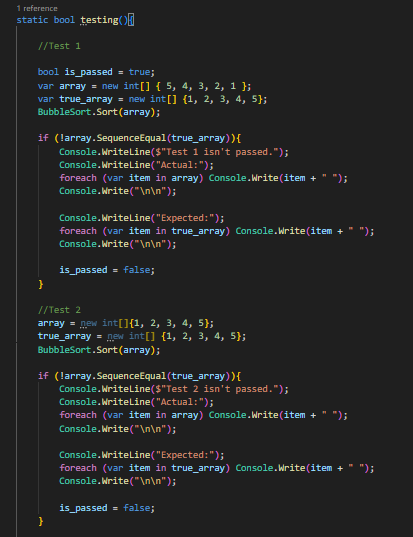 1 reference
static bool testing(){
//Test 1
bool is_passed = true;
var array = new int[] { 5, 4, 3, 2, 1 };
var true_array = new int[] {1, 2, 3, 4, 5};
BubbleSort.Sort(array);
if (!array.SequenceEqual(true_array)){
Console.WriteLine($"Test 1 isn't passed.");
Console.WriteLine("Actual:");
foreach (var item in array) Console.Write(item + " ");
Console.Write("\n\n");
Console.WriteLine("Expected:");
foreach (var item in true_array) Console.Write(item + " ");
Console.Write("\n\n");
is_passed = false;
}
//Test 2
array = new int[]{1, 2, 3, 4, 5};
true_array = new int[] {1, 2, 3, 4, 5};
BubbleSort.Sort(array);
if (!array.SequenceEqual(true_array)){
Console.WriteLine($"Test 2 isn't passed.");
Console.WriteLine("Actual:");
foreach (var item in array) Console.Write(item + " ");
Console.Write("\n\n");
Console.WriteLine("Expected:");
foreach (var item in true_array) Console.Write(item + " ");
Console.Write("\n\n");
is_passed = false;
}